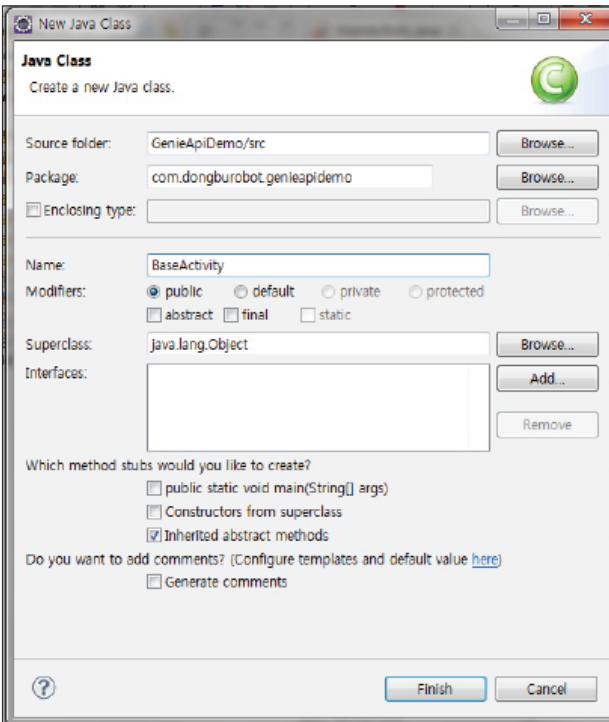 New Java Class
Java Class
Create a new Java class.
Source folder: GenieApiDemo/src Browse...
Package: com.dongburobot.genieapidemo Browse...
Enclosing type: Browse...
Name: BaseActivity
Modifiers: public default private protected
abstract final static
Superclass: java.lang.Object Browse...
Interfaces: Add...
Remove
Which method stubs would you like to create?
public static void main(String[] args)
Constructors from superclass
Inherited abstract methods
Do you want to add comments? (Configure templates and default value here)
Generate comments
Finish Cancel